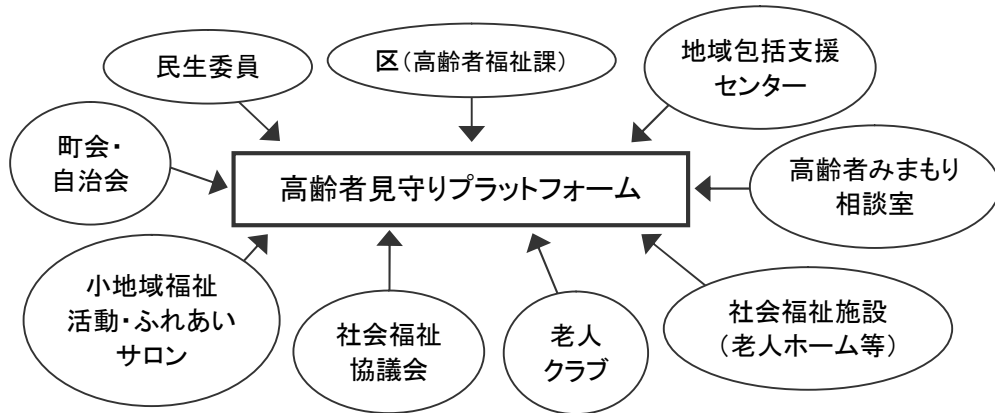 民生委員
区(高齢者福祉課)
地域包括支援
センター
町会・
自治会
高齢者見守りプラットフォーム
高齢者みまもり
相談室
小地域福祉
活動・ふれあい
サロン
社会福祉
協議会
老人
クラブ
社会福祉施設
(老人ホーム等)